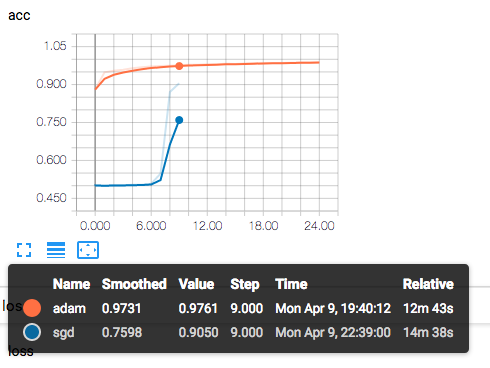 acc
1.05
0.900
0.750
0.600
0.450
0.000 6.000 12.00 18.00 24.00
Name Smoothed Value Step Time Relative
los
adam 0.9731 0.9761 9.000 Mon Apr 9, 19:40:12 12m 43s
sgd 0.7598 0.9050 9.000 Mon Apr 9, 22:39:00 14m 38s
loss